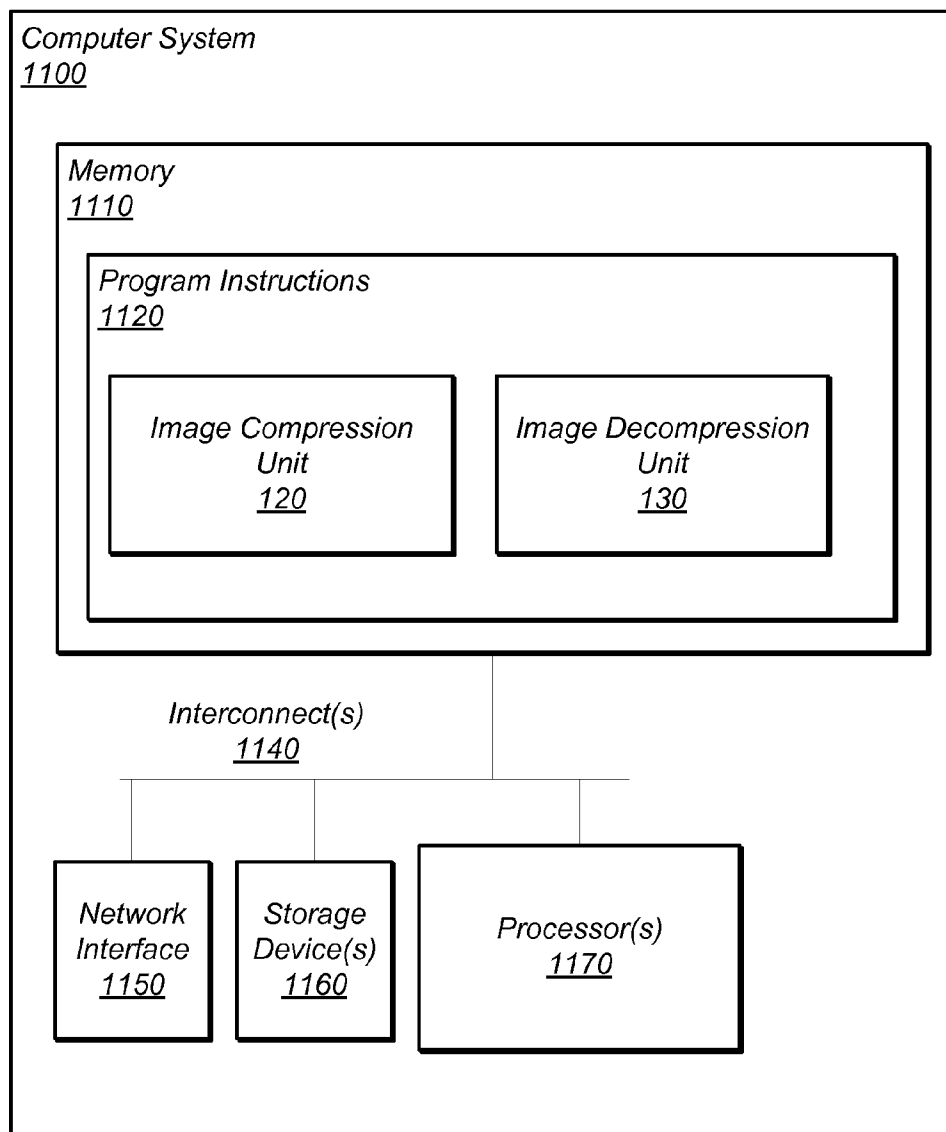 Computer System
1100
Memory
1110
Program Instructions
1120
Image Compression
Unit
120
Image Decompression
Unit
130
Interconnect(s)
1140
Network
Interface
1150
Storage
Device(s)
1160
Processor(s)
1170